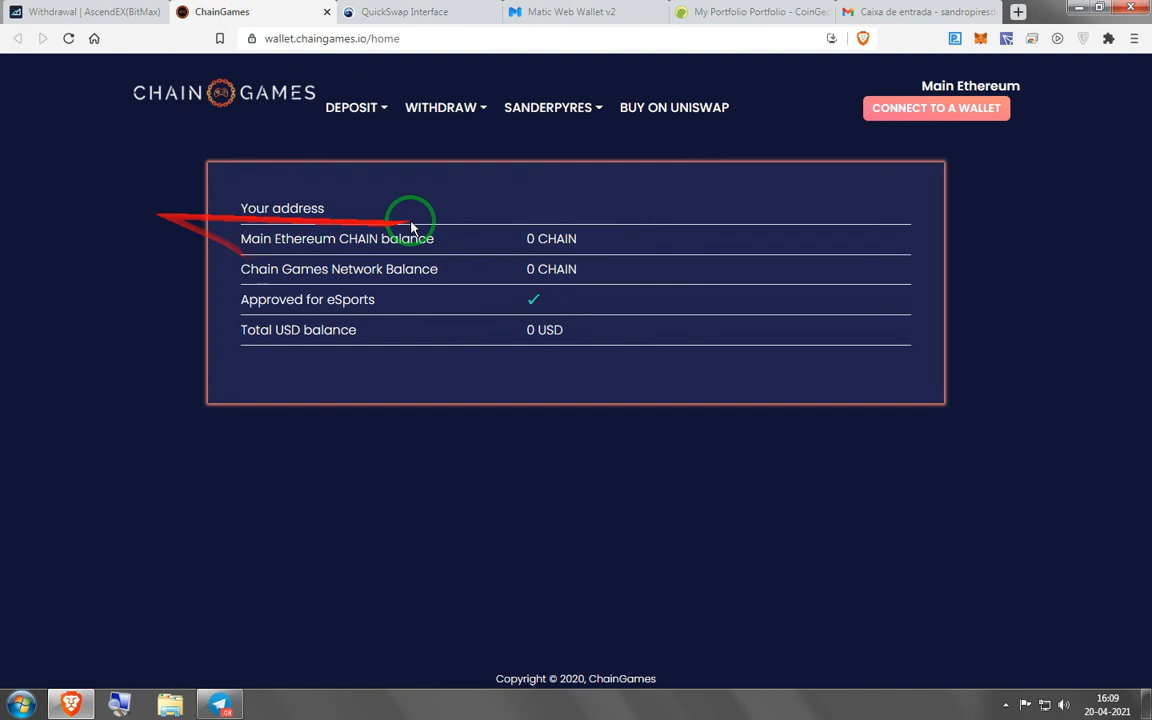 Withdrawal | AscendEX(BitMax)
ChainGames
QuickSwap Interface
Matic Web Wallet v2
My Portfolio Portfolio - CoinGec
Caixa de entrada - sandropiresd
wallet.chaingames.io/home
CHAIN GAMES
DEPOSIT
WITHDRAW
SANDERPYRES
BUY ON UNISWAP
Main Ethereum
CONNECT TO A WALLET
Your address
Main Ethereum CHAIN balance 0 CHAIN
Chain Games Network Balance 0 CHAIN
Approved for eSports ✓
Total USD balance 0 USD
Copyright © 2020, ChainGames
16:09
20-04-2021